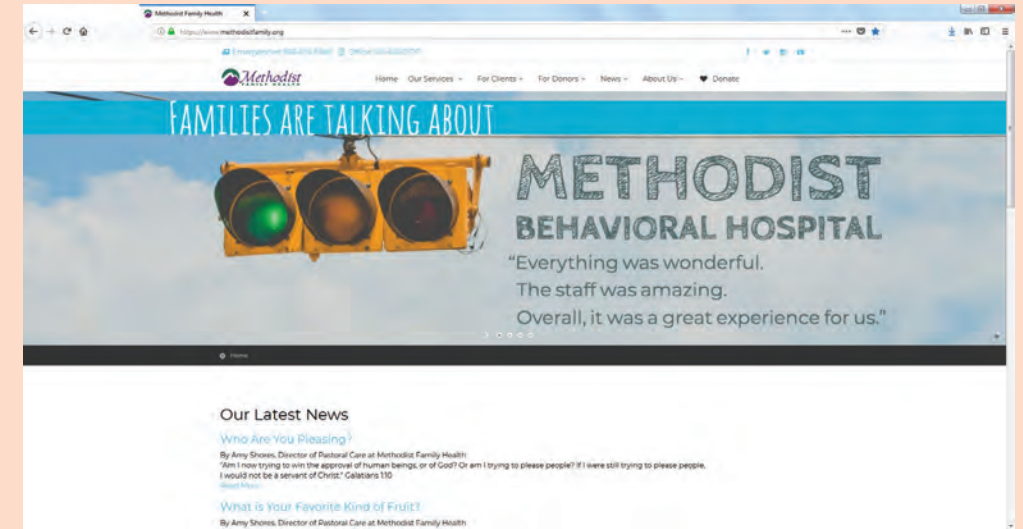 Methodist Family Health
https://www.methodistfamily.org
Methodist
FAMILY HEALTH
Home Our Services For Clients For Donors News About Us Donate
FAMILIES ARE TALKING ABOUT
METHODIST
BEHAVIORAL HOSPITAL
“Everything was wonderful.
The staff was amazing.
Overall, it was a great experience for us.”
Home
Our Latest News
Who Are You Pleasing?
By Amy Shores, Director of Pastoral Care at Methodist Family Health
"Am I now trying to win the approval of human beings, or of God? Or am I trying to please people? If I were still trying to please people,
I would not be a servant of Christ." Galatians 1:10
Read More
What is Your Favorite Kind of Fruit?
By Amy Shores, Director of Pastoral Care at Methodist Family Health